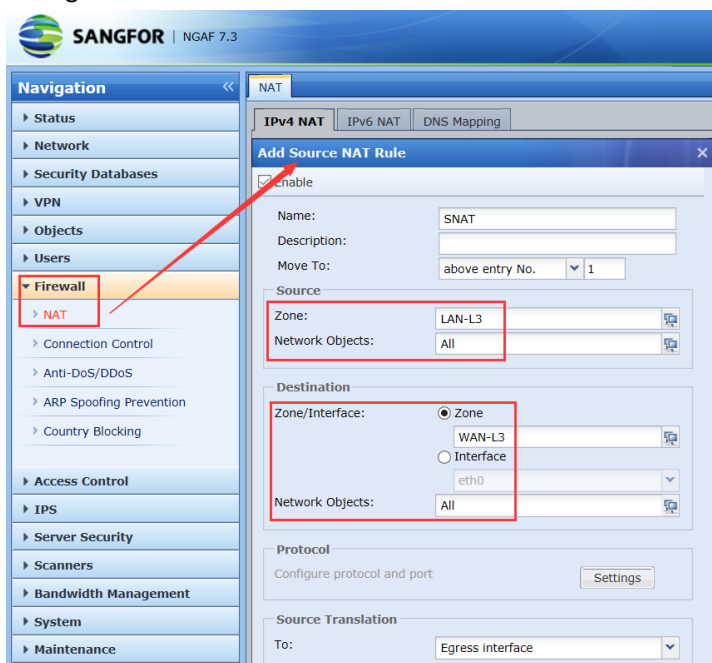 SANGFOR | NGAF 7.3
Navigation «
Status
Network
Security Databases
VPN
Objects
Users
Firewall
NAT
Connection Control
Anti-DoS/DDoS
ARP Spoofing Prevention
Country Blocking
Access Control
IPS
Server Security
Scanners
Bandwidth Management
System
Maintenance
NAT
IPv4 NAT IPv6 NAT DNS Mapping
Add Source NAT Rule ×
Enable
Name: SNAT
Description:
Move To: above entry No. 1
Source
Zone: LAN-L3
Network Objects: All
Destination
Zone/Interface: Zone
WAN-L3
Interface
eth0
Network Objects: All
Protocol
Configure protocol and port Settings
Source Translation
To: Egress interface